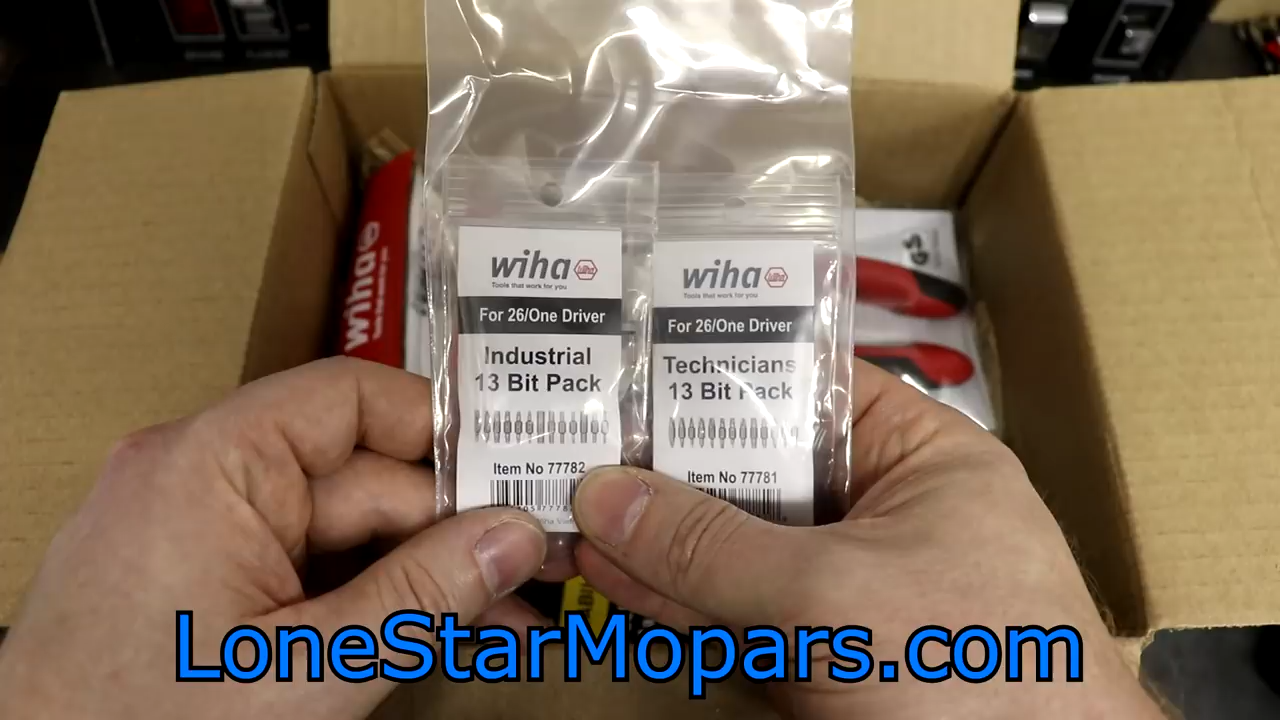 wiha
Tools that work for you
For 26/One Driver
Industrial
13 Bit Pack
Item No 77782
wiha
Tools that work for you
For 26/One Driver
Technicians
13 Bit Pack
Item No 77781
wiha
LoneStarMopars.com